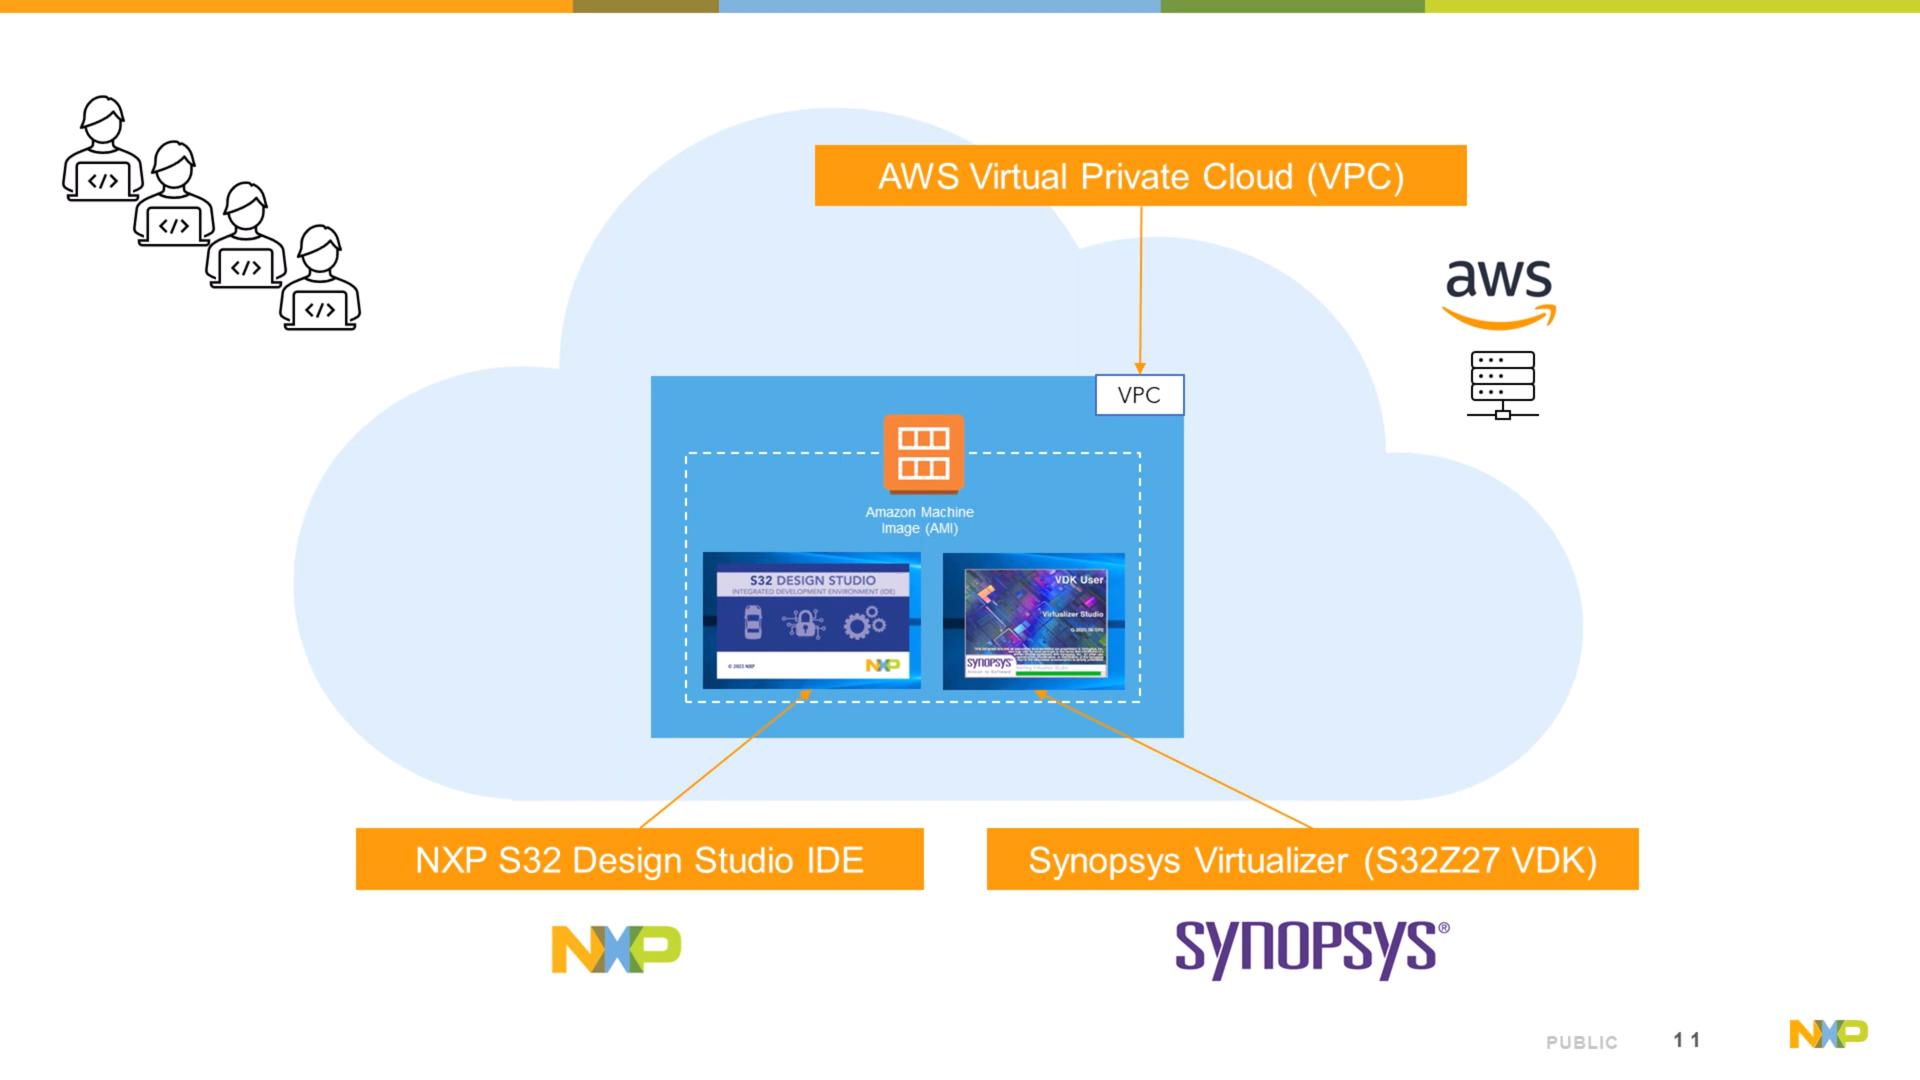 </>
</>
</>
</>
AWS Virtual Private Cloud (VPC)
aws
VPC
Amazon Machine
Image (AMI)
S32 DESIGN STUDIO
INTEGRATED DEVELOPMENT ENVIRONMENT (IDE)
© 2023 NXP
NXP
VDK User
Virtualizer Studio
SYNOPSYS
NXP S32 Design Studio IDE
Synopsys Virtualizer (S32Z27 VDK)
NXP
SYNOPSYS®
PUBLIC
11
NXP